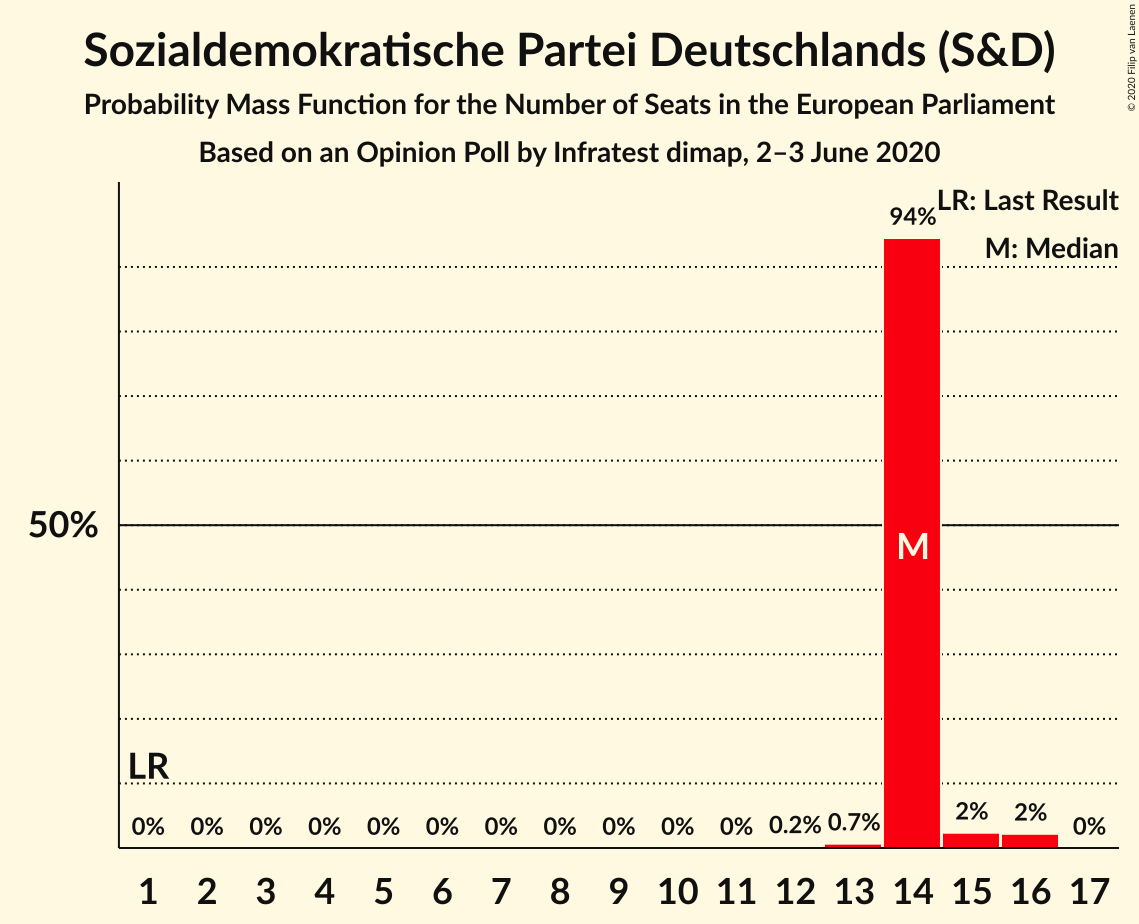 Sozialdemokratische Partei Deutschlands (S&D)
Probability Mass Function for the Number of Seats in the European Parliament
Based on an Opinion Poll by Infratest dimap, 2–3 June 2020
© 2020 Filip van Laenen
LR: Last Result
M: Median
94%
50%
M
LR
0% 0% 0% 0% 0% 0% 0% 0% 0% 0% 0% 0.2% 0.7% 2% 2% 0%
1 2 3 4 5 6 7 8 9 10 11 12 13 14 15 16 17